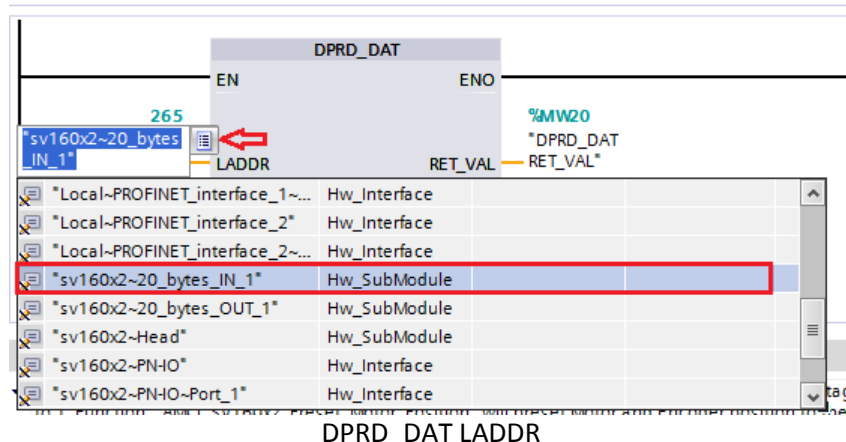 DPRD_DAT
EN ENO
265 %MW20
"sv160x2~20_bytes "DPRD_DAT
_IN_1" LADDR RET_VAL RET_VAL"
"Local~PROFINET_interface_1~... Hw_Interface
"Local~PROFINET_interface_2" Hw_Interface
"Local~PROFINET_interface_2~... Hw_Interface
"sv160x2~20_bytes_IN_1" Hw_SubModule
"sv160x2~20_bytes_OUT_1" Hw_SubModule
"sv160x2~Head" Hw_SubModule
"sv160x2~PN-IO" Hw_Interface
"sv160x2~PN-IO~Port_1" Hw_Interface
DPRD_DAT LADDR